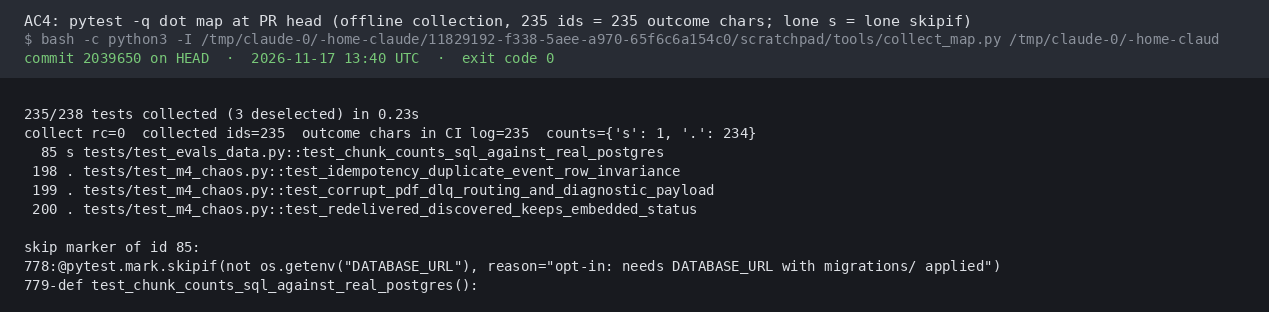 AC4: pytest -q dot map at PR head (offline collection, 235 ids = 235 outcome chars; lone s = lone skipif)
$ bash -c python3 -I /tmp/claude-0/-home-claude/11829192-f338-5aee-a970-65f6c6a154c0/scratchpad/tools/collect_map.py /tmp/claude-0/-home-claud
commit 2039650 on HEAD  ·  2026-11-17 13:40 UTC  ·  exit code 0
235/238 tests collected (3 deselected) in 0.23s
collect rc=0  collected ids=235  outcome chars in CI log=235  counts={'s': 1, '.': 234}
  85 s tests/test_evals_data.py::test_chunk_counts_sql_against_real_postgres
 198 . tests/test_m4_chaos.py::test_idempotency_duplicate_event_row_invariance
 199 . tests/test_m4_chaos.py::test_corrupt_pdf_dlq_routing_and_diagnostic_payload
 200 . tests/test_m4_chaos.py::test_redelivered_discovered_keeps_embedded_status
skip marker of id 85:
778:@pytest.mark.skipif(not os.getenv("DATABASE_URL"), reason="opt-in: needs DATABASE_URL with migrations/ applied")
779-def test_chunk_counts_sql_against_real_postgres():